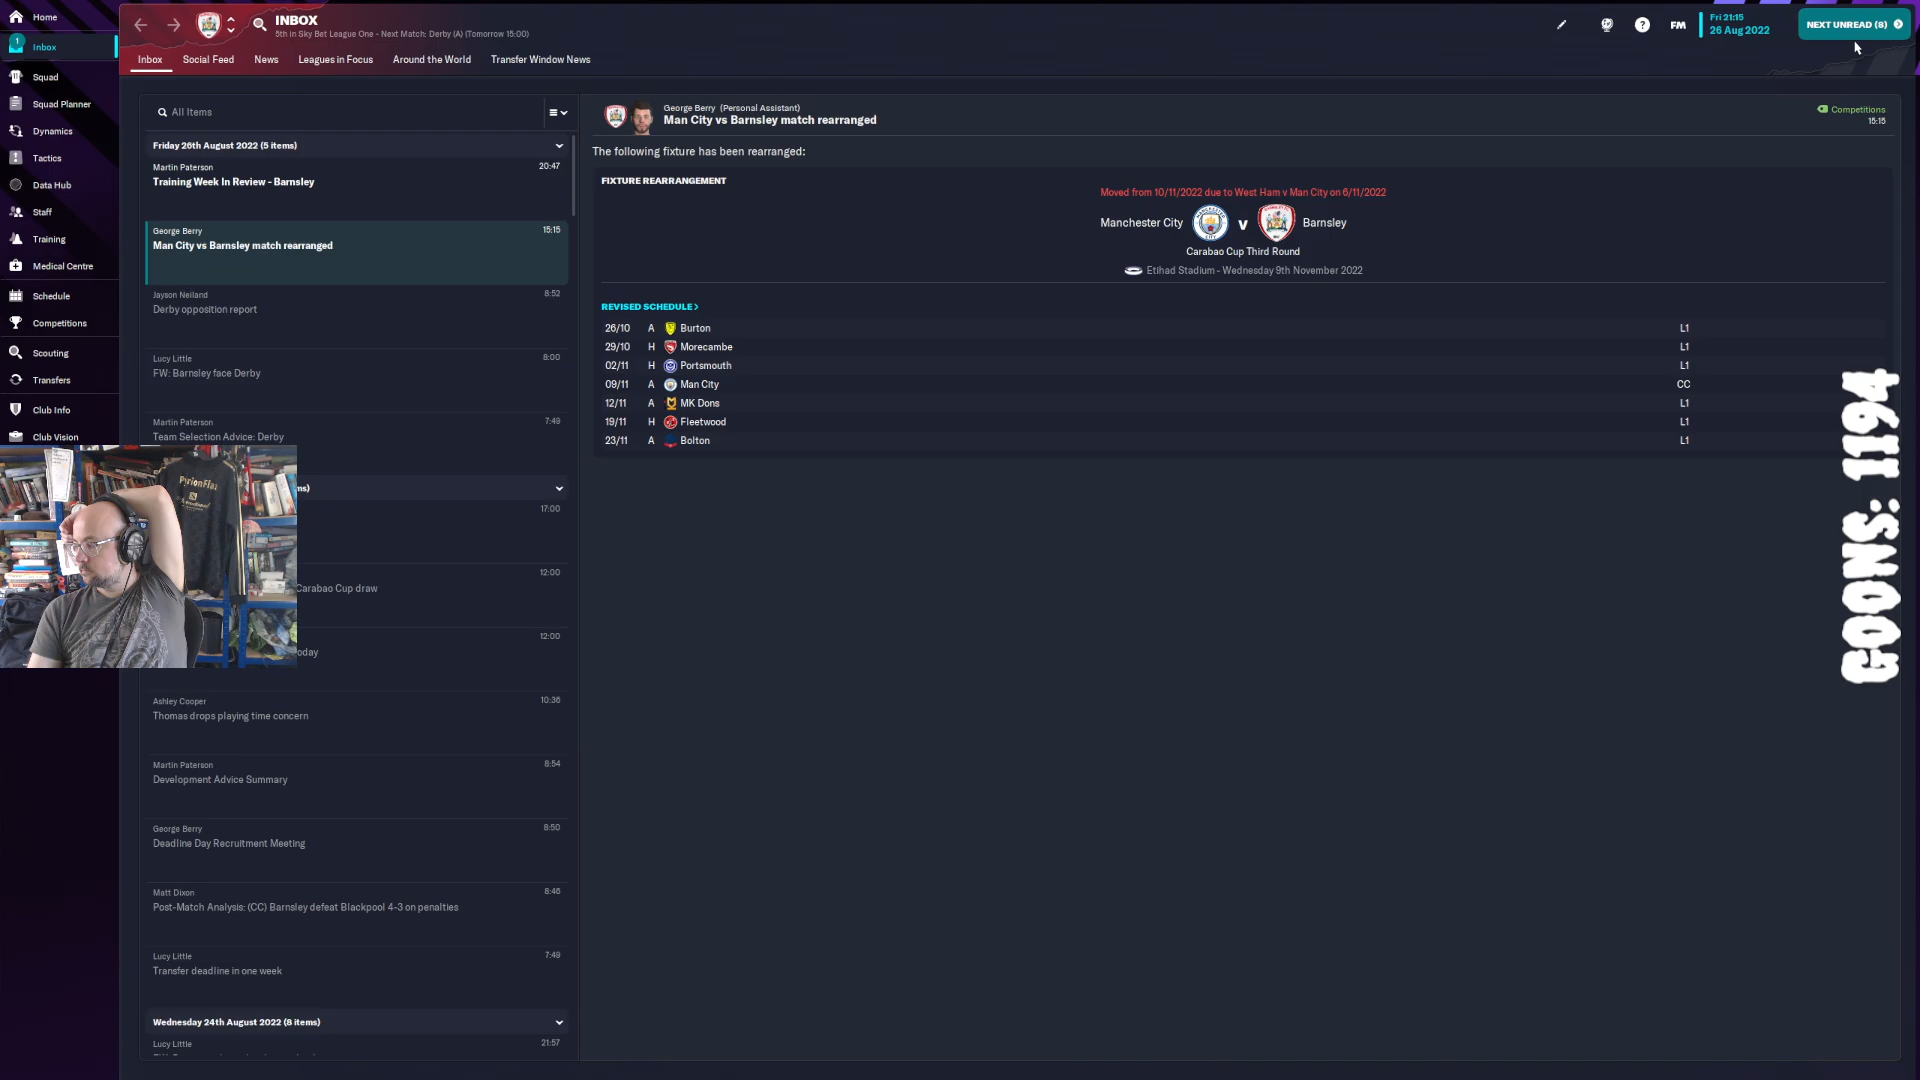 Home
INBOX
5th in Sky Bet League One - Next Match: Derby (A) (Tomorrow 15:00)
FM
Fri 21:15
26 Aug 2022
NEXT UNREAD (8)
1
Inbox
Squad
Squad Planner
Dynamics
Tactics
Data Hub
Staff
Training
Medical Centre
Schedule
Competitions
Scouting
Transfers
Club Info
Club Vision
Inbox
Social Feed
News
Leagues in Focus
Around the World
Transfer Window News
All Items
Friday 26th August 2022 (5 items)
Martin Paterson
20:47
Training Week In Review - Barnsley
George Berry
15:15
Man City vs Barnsley match rearranged
Jayson Neiland
8:52
Derby opposition report
Lucy Little
8:00
FW: Barnsley face Derby
Martin Paterson
7:49
Team Selection Advice: Derby
ms)
17:00
12:00
Carabao Cup draw
12:00
oday
Ashley Cooper
10:36
Thomas drops playing time concern
Martin Paterson
8:54
Development Advice Summary
George Berry
8:50
Deadline Day Recruitment Meeting
Matt Dixon
8:46
Post-Match Analysis: (CC) Barnsley defeat Blackpool 4-3 on penalties
Lucy Little
7:49
Transfer deadline in one week
Wednesday 24th August 2022 (8 items)
Lucy Little
21:57
George Berry (Personal Assistant)
Man City vs Barnsley match rearranged
Competitions
15:15
The following fixture has been rearranged:
FIXTURE REARRANGEMENT
Moved from 10/11/2022 due to West Ham v Man City on 6/11/2022
Manchester City v Barnsley
Carabao Cup Third Round
Etihad Stadium - Wednesday 9th November 2022
REVISED SCHEDULE >
26/10 A Burton L1
29/10 H Morecambe L1
02/11 H Portsmouth L1
09/11 A Man City CC
12/11 A MK Dons L1
19/11 H Fleetwood L1
23/11 A Bolton L1
GOONS: 1194
PyrionFlax